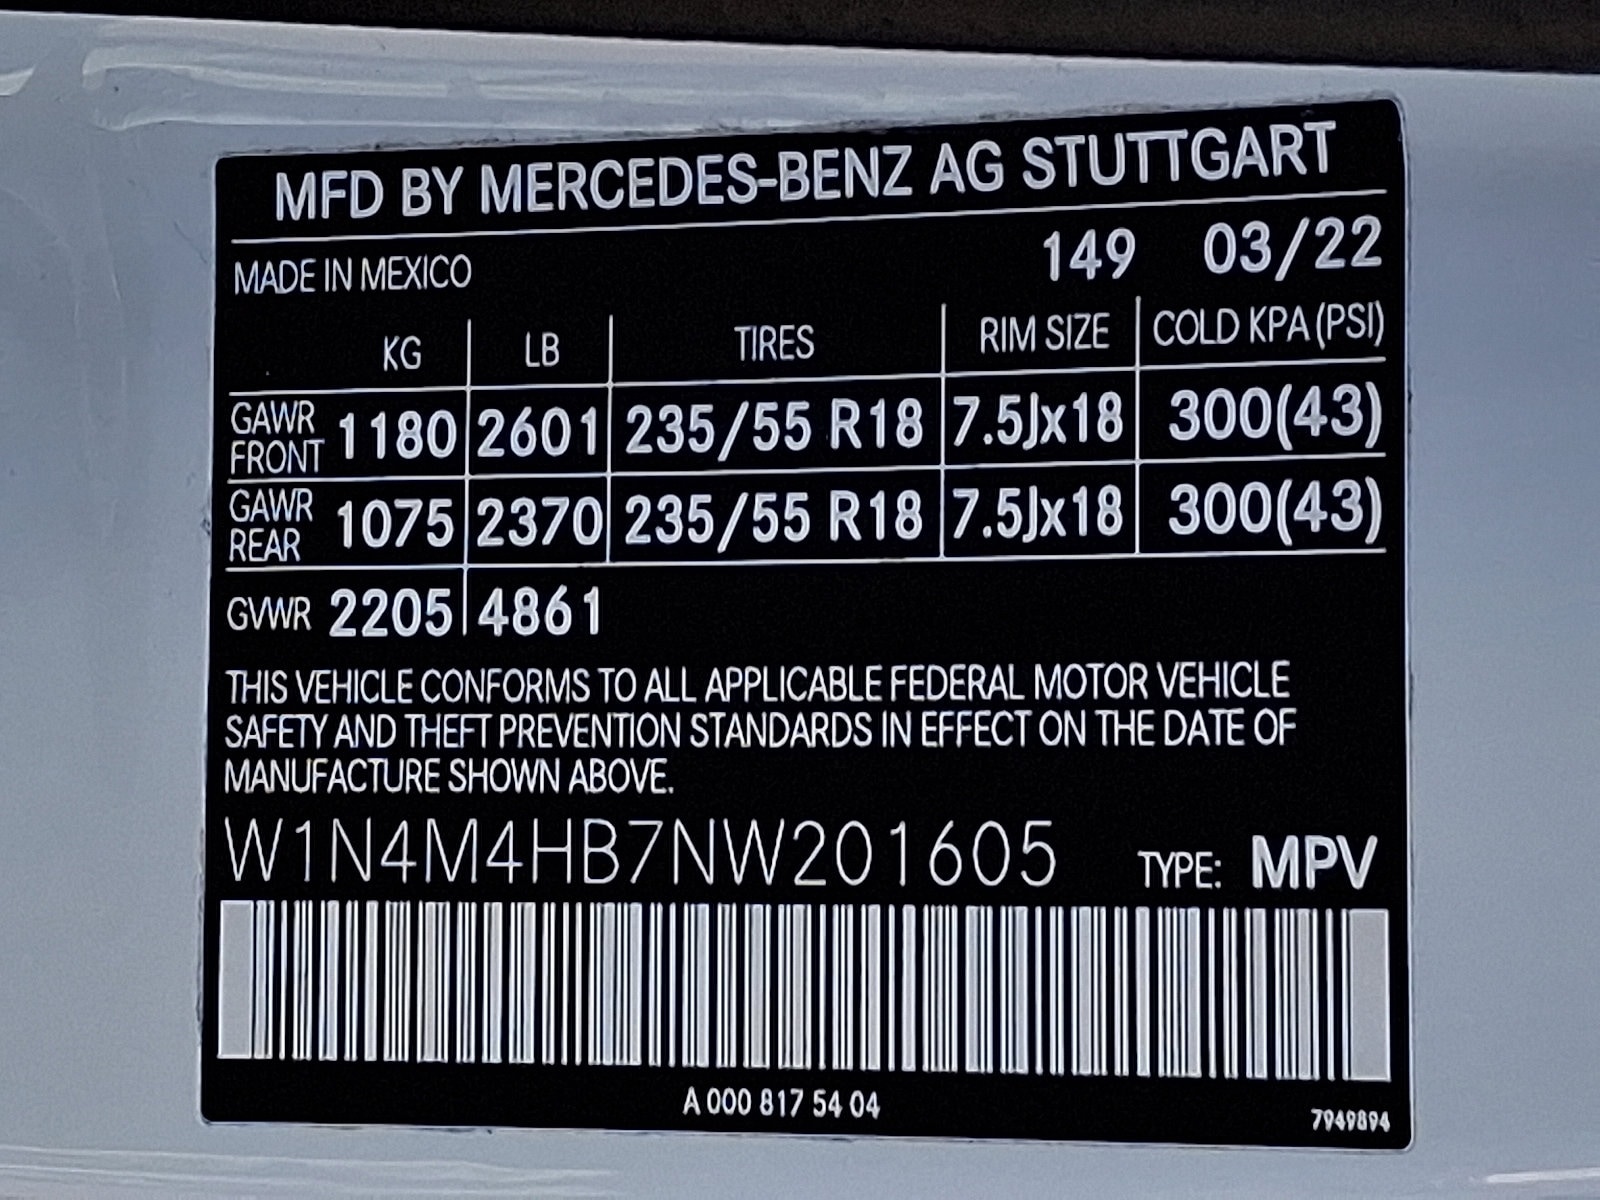 MFD BY MERCEDES-BENZ AG STUTTGART
MADE IN MEXICO 149 03/22
KG LB TIRES RIM SIZE COLD KPA (PSI)
GAWR FRONT 1180 2601 235/55 R18 7.5Jx18 300(43)
GAWR REAR 1075 2370 235/55 R18 7.5Jx18 300(43)
GVWR 2205 4861
THIS VEHICLE CONFORMS TO ALL APPLICABLE FEDERAL MOTOR VEHICLE
SAFETY AND THEFT PREVENTION STANDARDS IN EFFECT ON THE DATE OF
MANUFACTURE SHOWN ABOVE.
W1N4M4HB7NW201605 TYPE: MPV
A 000 817 54 04
7949894